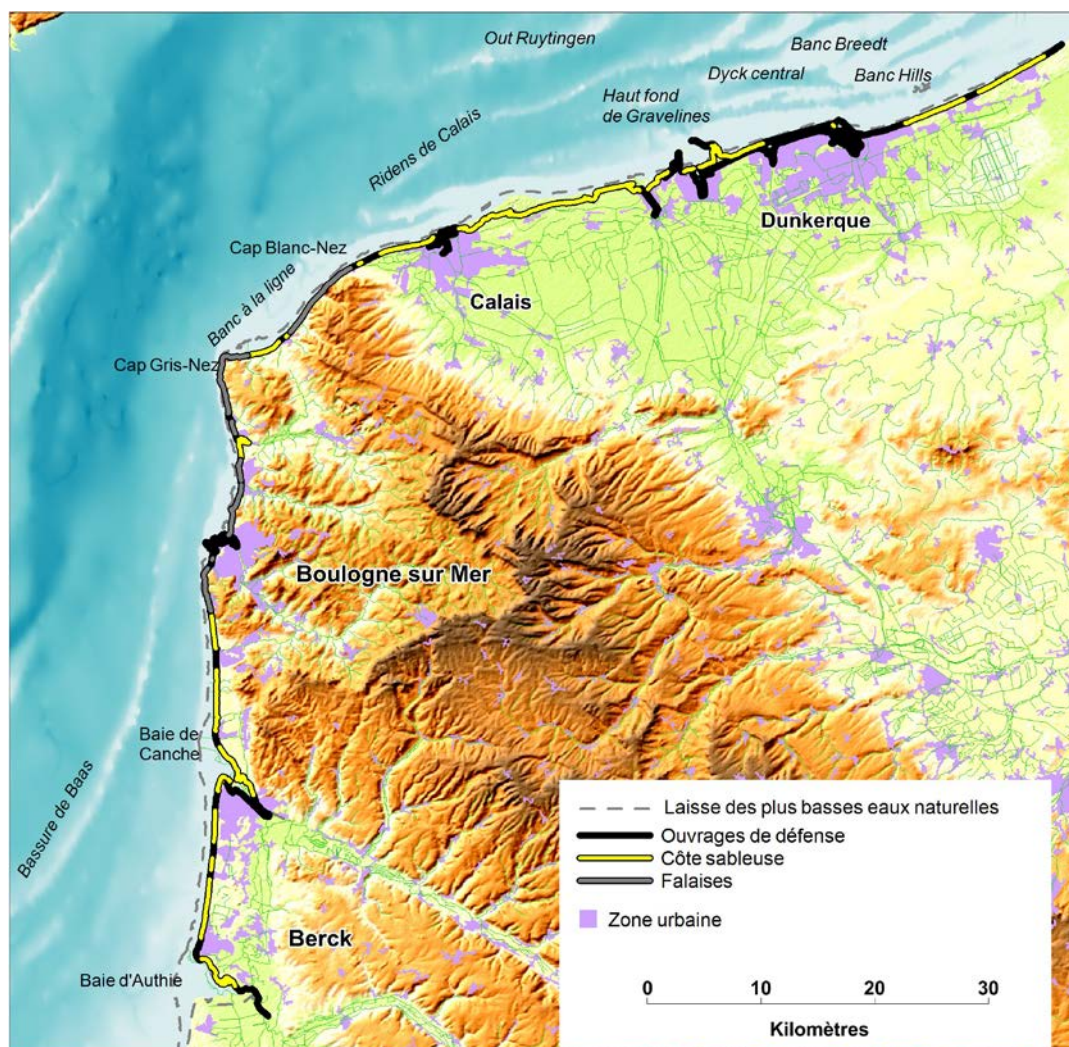 Out Ruytingen
Banc Breedt
Dyck central
Banc Hills
Haut fond
de Gravelines
Ridens de Calais
Dunkerque
Cap Blanc-Nez
Banc à la ligne
Calais
Cap Gris-Nez
Boulogne sur Mer
Baie de
Canche
Bassure de Baas
Berck
Baie d'Authie
Laisse des plus basses eaux naturelles
Ouvrages de défense
Côte sableuse
Falaises
Zone urbaine
0 10 20 30
Kilomètres